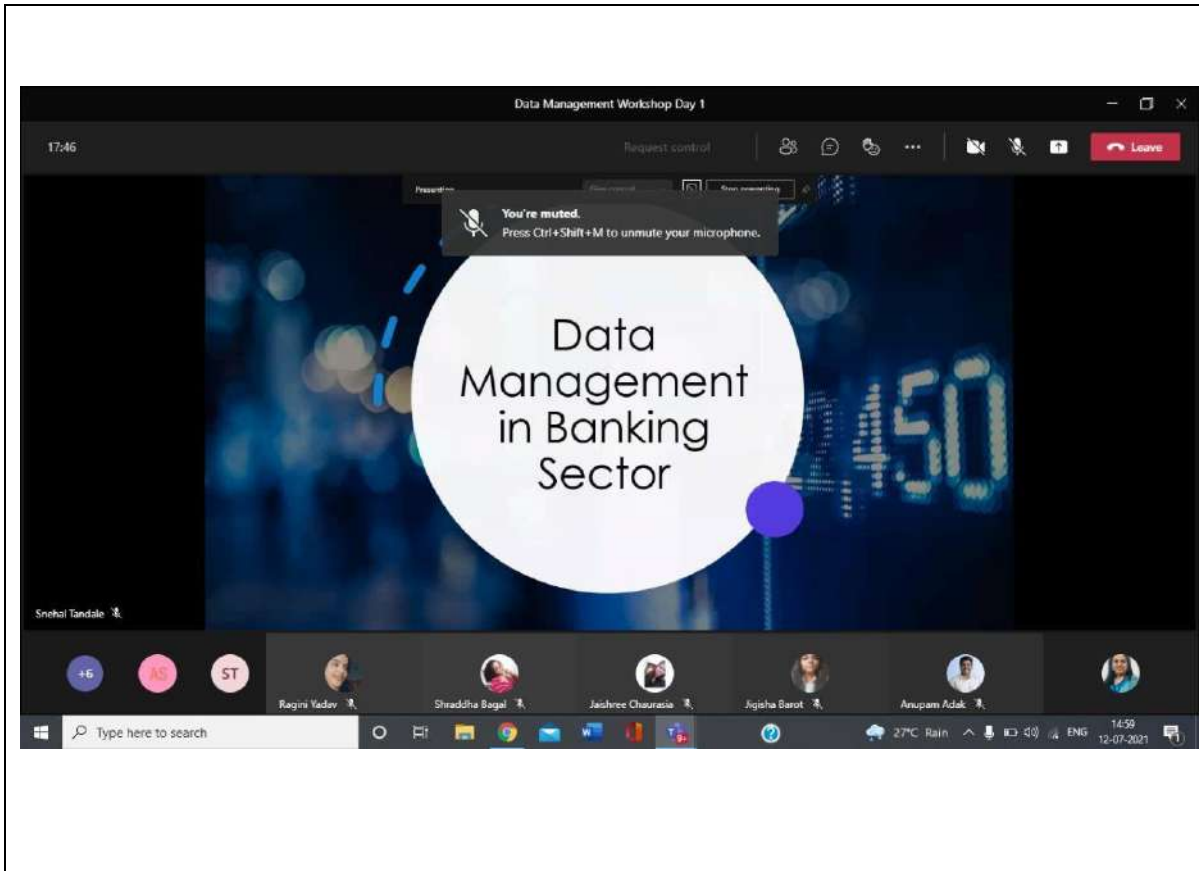 Data Management Workshop Day 1
17:46
Request control
Leave
Stop presenting
You're muted.
Press Ctrl+Shift+M to unmute your microphone.
Data
Management
in Banking
Sector
4,450
Snehal Tandale
+6
AS
ST
Ragini Yadav
Shraddha Bagal
Jaishree Chaurasia
Jigisha Barot
Anupam Adak
Type here to search
27°C Rain
ENG
14:59
12-07-2021